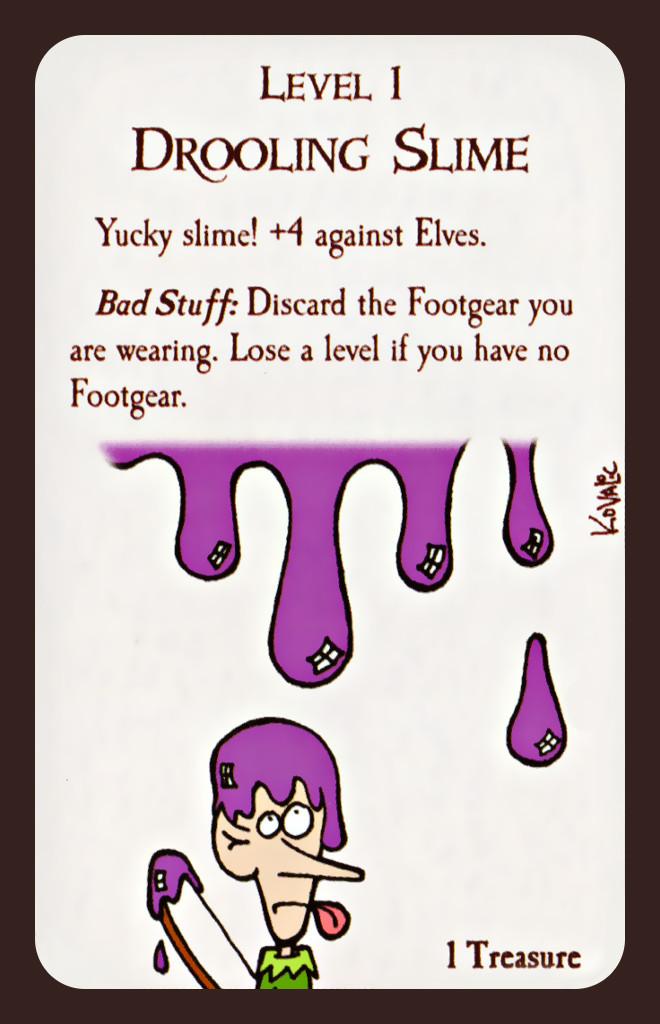 Level 1
Drooling Slime
Yucky slime! +4 against Elves.
Bad Stuff: Discard the Footgear you
are wearing. Lose a level if you have no
Footgear.
Kovalic
1 Treasure